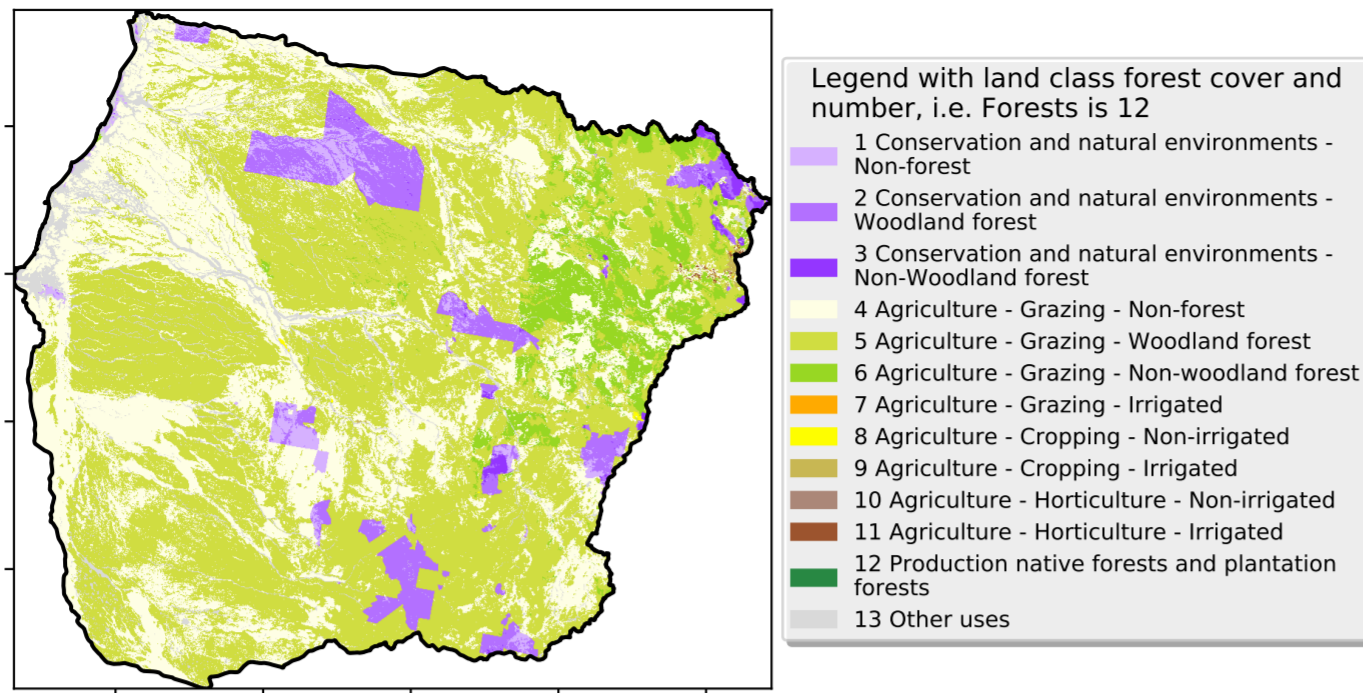 Legend with land class forest cover and
number, i.e. Forests is 12
1 Conservation and natural environments -
Non-forest
2 Conservation and natural environments -
Woodland forest
3 Conservation and natural environments -
Non-Woodland forest
4 Agriculture - Grazing - Non-forest
5 Agriculture - Grazing - Woodland forest
6 Agriculture - Grazing - Non-woodland forest
7 Agriculture - Grazing - Irrigated
8 Agriculture - Cropping - Non-irrigated
9 Agriculture - Cropping - Irrigated
10 Agriculture - Horticulture - Non-irrigated
11 Agriculture - Horticulture - Irrigated
12 Production native forests and plantation
forests
13 Other uses